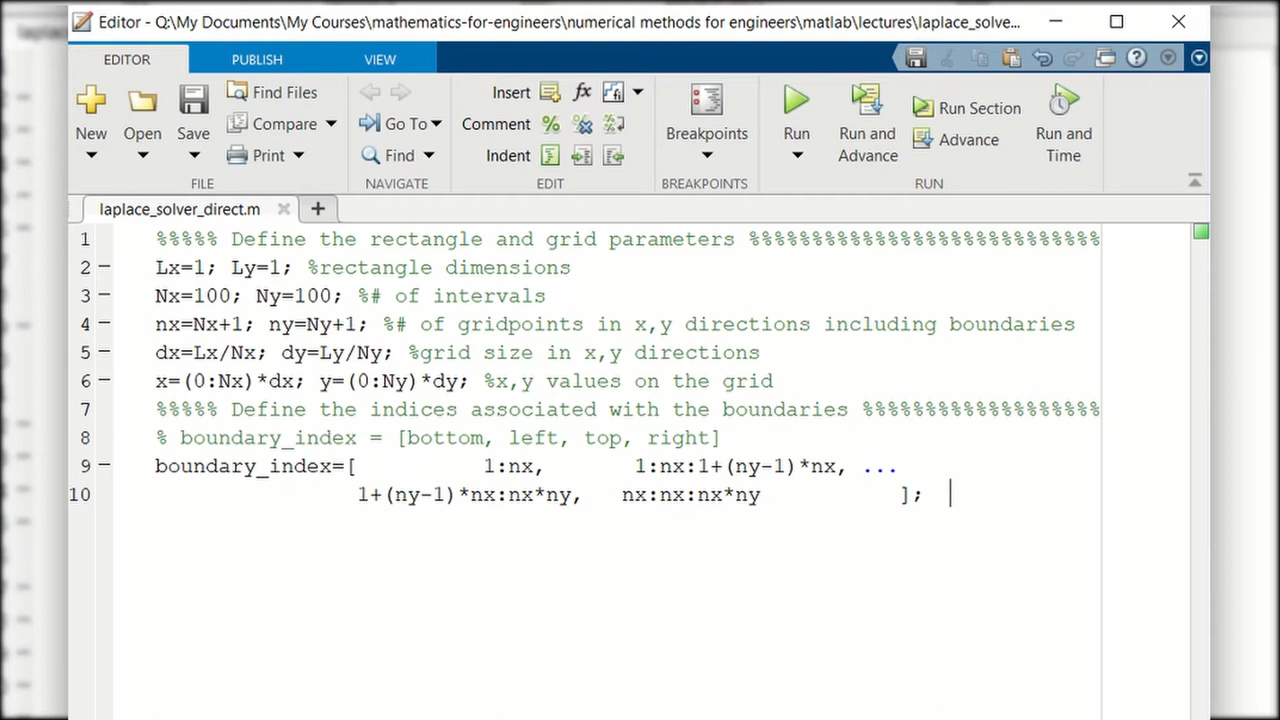 Editor - Q:\My Documents\My Courses\mathematics-for-engineers\numerical methods for engineers\matlab\lectures\laplace_solve...
EDITOR PUBLISH VIEW
New Open Save Find Files Compare Print
FILE
Go To Find
NAVIGATE
Insert fx
Comment % %
Indent
EDIT
Breakpoints
BREAKPOINTS
Run Run and Advance Run Section Advance Run and Time
RUN
laplace_solver_direct.m
1 %%%%% Define the rectangle and grid parameters %%%%%%%%%%%%%%%%%%%%%%%%%%%%
2 Lx=1; Ly=1; %rectangle dimensions
3 Nx=100; Ny=100; %# of intervals
4 nx=Nx+1; ny=Ny+1; %# of gridpoints in x,y directions including boundaries
5 dx=Lx/Nx; dy=Ly/Ny; %grid size in x,y directions
6 x=(0:Nx)*dx; y=(0:Ny)*dy; %x,y values on the grid
7 %%%%% Define the indices associated with the boundaries %%%%%%%%%%%%%%%%%%%
8 % boundary_index = [bottom, left, top, right]
9 boundary_index=[ 1:nx, 1:nx:1+(ny-1)*nx, ...
10 1+(ny-1)*nx:nx*ny, nx:nx:nx*ny ];